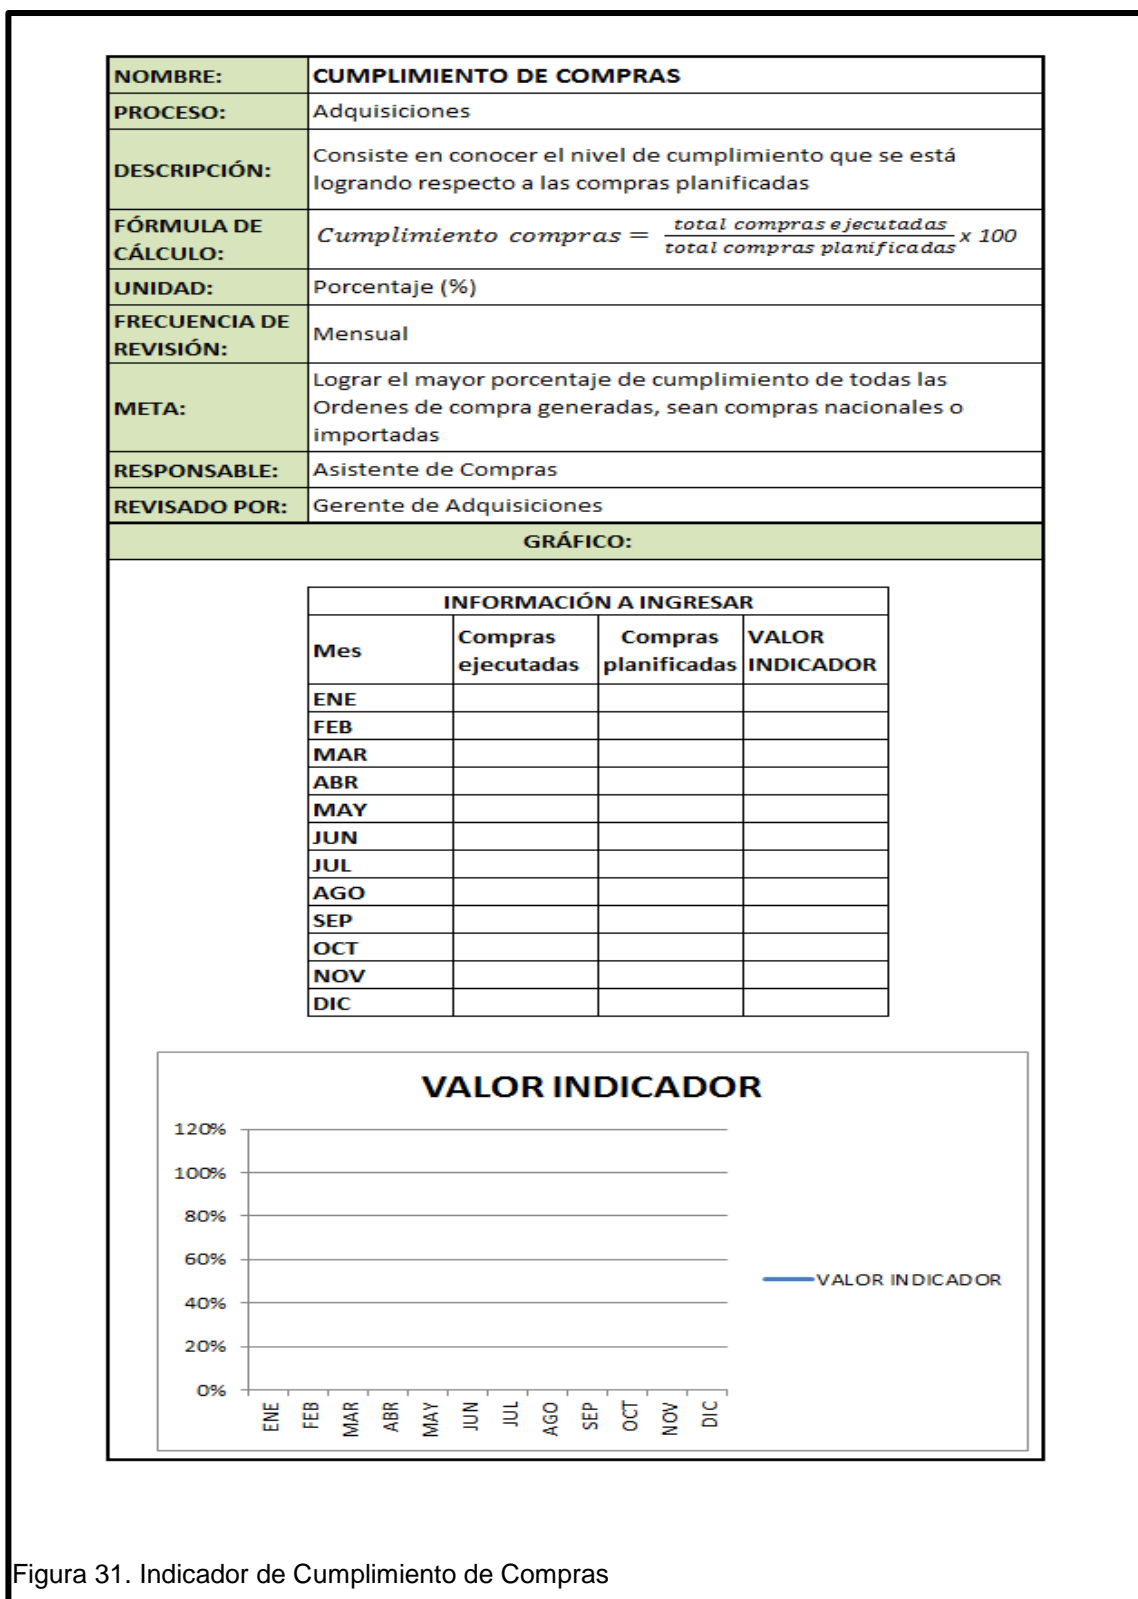 NOMBRE: CUMPLIMIENTO DE COMPRAS
PROCESO: Adquisiciones
DESCRIPCIÓN: Consiste en conocer el nivel de cumplimiento que se está
logrando respecto a las compras planificadas
FÓRMULA DE
CÁLCULO:
Cumplimiento compras = total compras ejecutadas / total compras planificadas x 100
UNIDAD: Porcentaje (%)
FRECUENCIA DE
REVISIÓN:
Mensual
META: Lograr el mayor porcentaje de cumplimiento de todas las
Ordenes de compra generadas, sean compras nacionales o
importadas
RESPONSABLE: Asistente de Compras
REVISADO POR: Gerente de Adquisiciones
GRÁFICO:
INFORMACIÓN A INGRESAR
Mes
Compras
ejecutadas
Compras
planificadas
VALOR
INDICADOR
ENE
FEB
MAR
ABR
MAY
JUN
JUL
AGO
SEP
OCT
NOV
DIC
VALOR INDICADOR
120%
100%
80%
60%
40%
20%
0%
ENE FEB MAR ABR MAY JUN JUL AGO SEP OCT NOV DIC
VALOR INDICADOR
Figura 31. Indicador de Cumplimiento de Compras